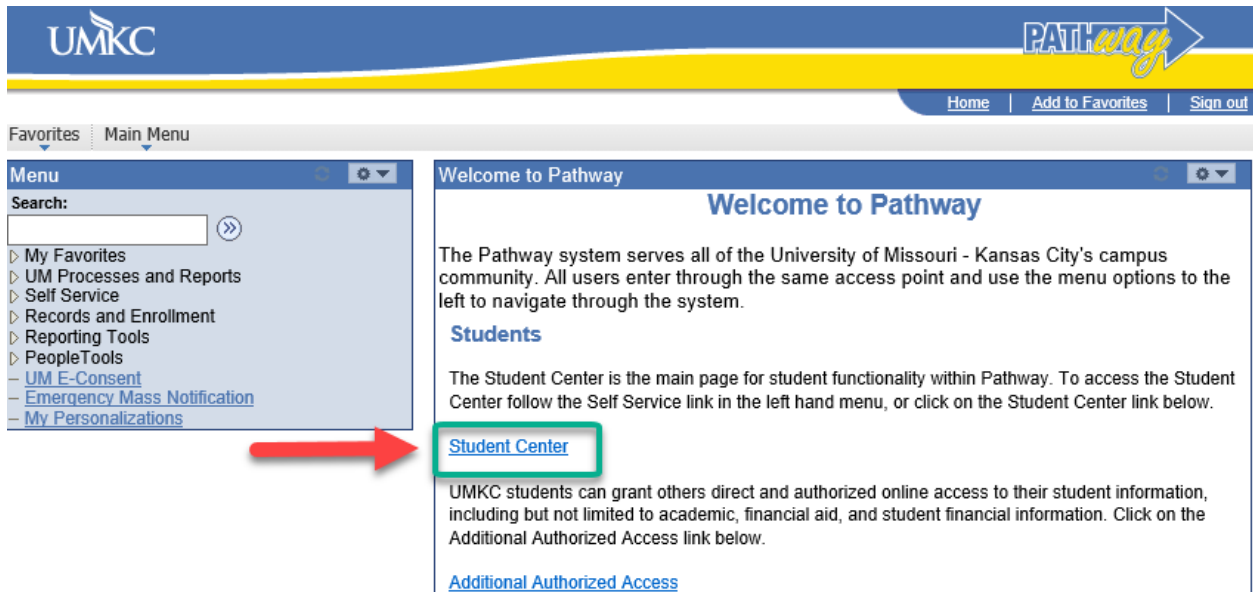 UMKC
PATHway
Home | Add to Favorites | Sign out
Favorites Main Menu
Menu
Search:
My Favorites
UM Processes and Reports
Self Service
Records and Enrollment
Reporting Tools
PeopleTools
UM E-Consent
Emergency Mass Notification
My Personalizations
Welcome to Pathway
Welcome to Pathway
The Pathway system serves all of the University of Missouri - Kansas City's campus
community. All users enter through the same access point and use the menu options to the
left to navigate through the system.
Students
The Student Center is the main page for student functionality within Pathway. To access the Student
Center follow the Self Service link in the left hand menu, or click on the Student Center link below.
Student Center
UMKC students can grant others direct and authorized online access to their student information,
including but not limited to academic, financial aid, and student financial information. Click on the
Additional Authorized Access link below.
Additional Authorized Access